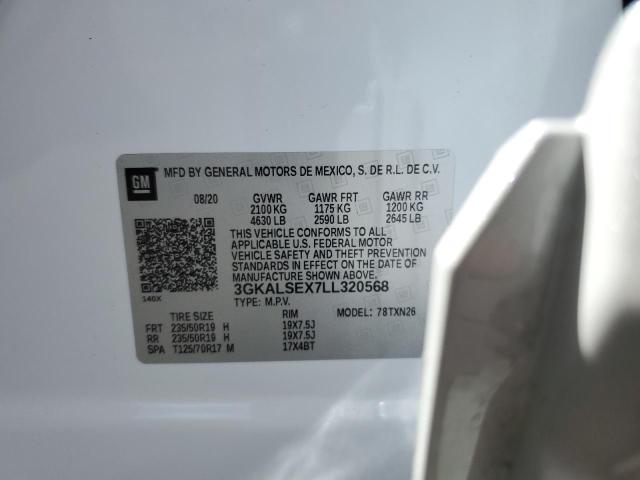 GM
MFD BY GENERAL MOTORS DE MEXICO, S. DE R.L. DE C.V.
08/20 GVWR GAWR FRT GAWR RR
2100 KG 1175 KG 1200 KG
4630 LB 2590 LB 2645 LB
THIS VEHICLE CONFORMS TO ALL
APPLICABLE U.S. FEDERAL MOTOR
VEHICLE SAFETY AND THEFT
PREVENTION STANDARDS IN EFFECT
ON THE DATE OF MANUFACTURE
SHOWN ABOVE.
3GKALSEX7LL320568
140X
TYPE: M.P.V. MODEL: 78TXN26
TIRE SIZE RIM
FRT 235/50R19 H 19X7.5J
RR 235/50R19 H 19X7.5J
SPA T125/70R17 M 17X4BT